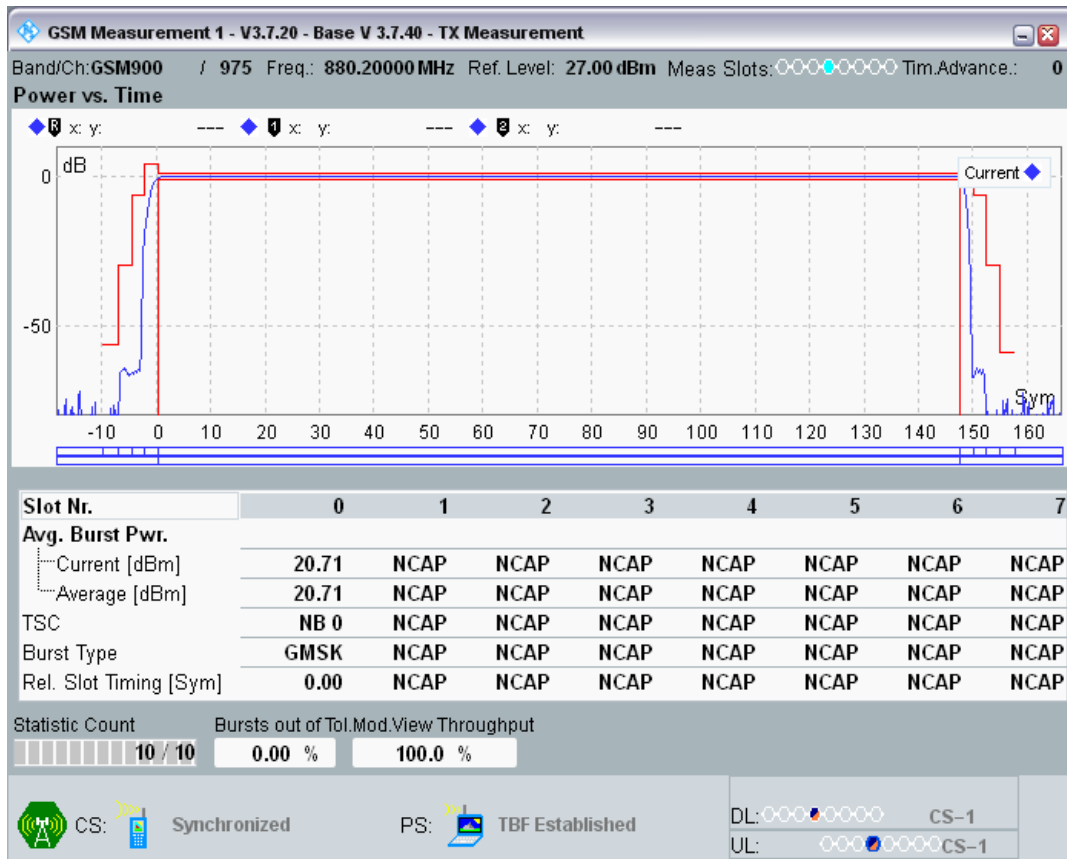 GSM Measurement 1 - V3.7.20 - Base V 3.7.40 - TX Measurement
Band/Ch:GSM900 / 975 Freq.: 880.20000 MHz Ref. Level: 27.00 dBm Meas Slots: Tim.Advance.: 0
Power vs. Time
R x: y: --- 1 x: y: --- 2 x: y: ---
dB
Current
0
-50
Sym
-10 0 10 20 30 40 50 60 70 80 90 100 110 120 130 140 150 160
Slot Nr. 0 1 2 3 4 5 6 7
Avg. Burst Pwr.
Current [dBm] 20.71 NCAP NCAP NCAP NCAP NCAP NCAP NCAP
Average [dBm] 20.71 NCAP NCAP NCAP NCAP NCAP NCAP NCAP
TSC NB 0 NCAP NCAP NCAP NCAP NCAP NCAP NCAP
Burst Type GMSK NCAP NCAP NCAP NCAP NCAP NCAP NCAP
Rel. Slot Timing [Sym] 0.00 NCAP NCAP NCAP NCAP NCAP NCAP NCAP
Statistic Count Bursts out of Tol.Mod.View Throughput
10 / 10 0.00 % 100.0 %
CS: Synchronized PS: TBF Established
DL: CS-1
UL: CS-1